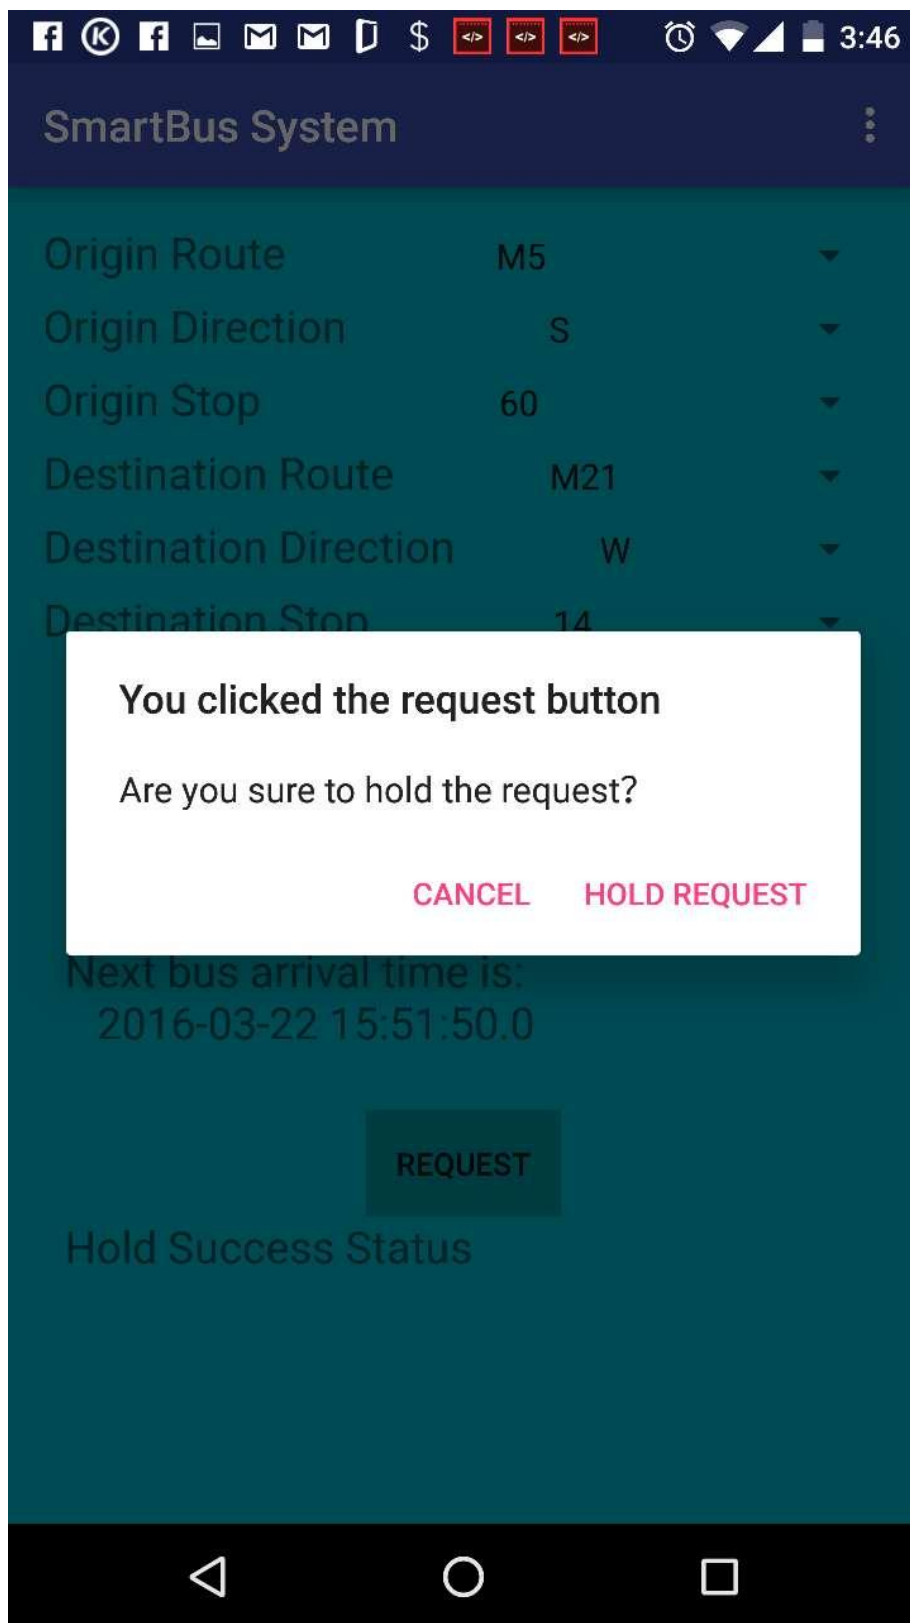 3:46
SmartBus System
Origin Route M5
Origin Direction S
Origin Stop 60
Destination Route M21
Destination Direction W
Destination Stop 14
You clicked the request button
Are you sure to hold the request?
CANCEL HOLD REQUEST
Next bus arrival time is:
2016-03-22 15:51:50.0
REQUEST
Hold Success Status